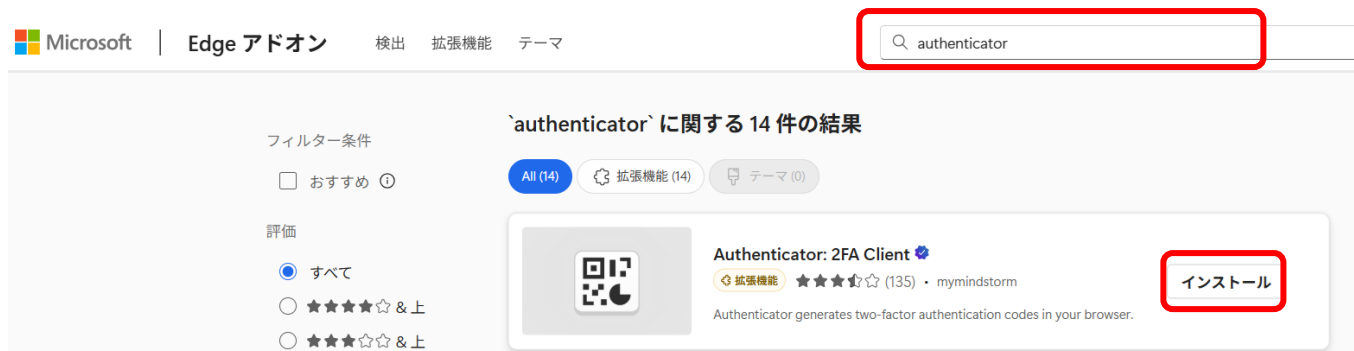 Microsoft | Edge アドオン 検出 拡張機能 テーマ authenticator
フィルター条件
おすすめ
評価
すべて
★★★★☆ & 上
★★★☆☆ & 上
`authenticator` に関する 14 件の結果
All (14) 拡張機能 (14) テーマ (0)
Authenticator: 2FA Client
拡張機能 (135) • mymindstorm
Authenticator generates two-factor authentication codes in your browser.
インストール